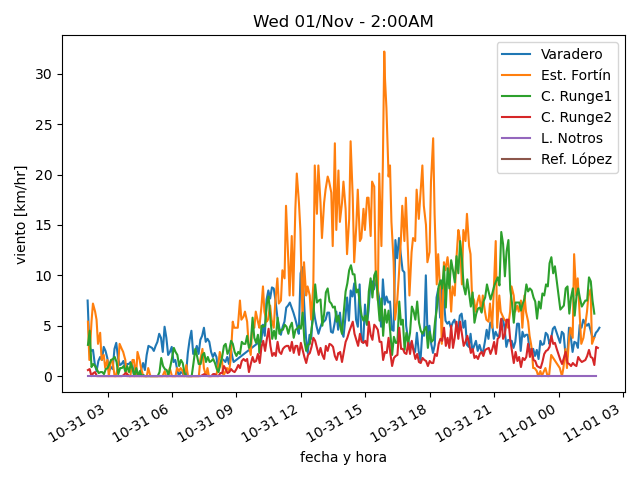 Wed 01/Nov - 2:00AM
viento [km/hr]
30
25
20
15
10
5
0
Varadero
Est. Fortín
C. Runge1
C. Runge2
L. Notros
Ref. López
10-31 03
10-31 06
10-31 09
10-31 12
10-31 15
10-31 18
10-31 21
11-01 00
11-01 03
fecha y hora